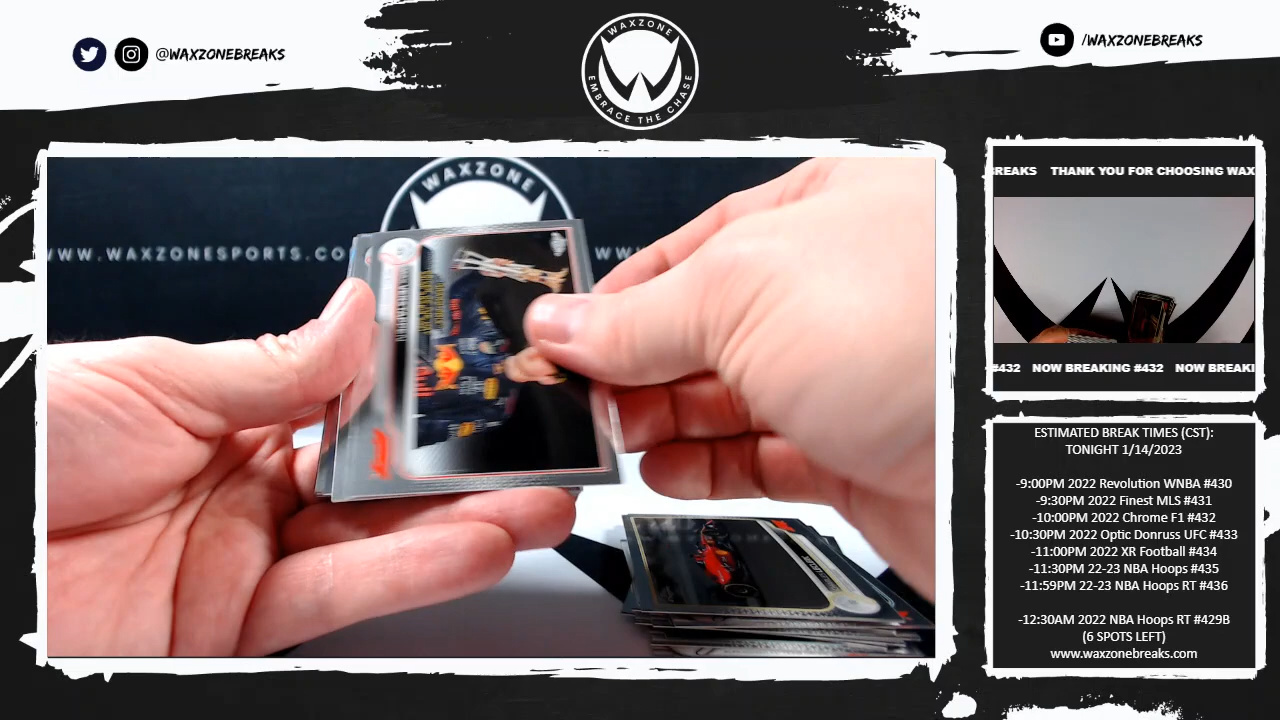 @WAXZONEBREAKS
WAXZONE
EMBRACE THE CHASE
/WAXZONEBREAKS
WAXZONE
WWW.WAXZONESPORTS.CO
REAKS THANK YOU FOR CHOOSING WAX
#432 NOW BREAKING #432 NOW BREAKI
ESTIMATED BREAK TIMES (CST):
TONIGHT 1/14/2023
-9:00PM 2022 Revolution WNBA #430
-9:30PM 2022 Finest MLS #431
-10:00PM 2022 Chrome F1 #432
-10:30PM 2022 Optic Donruss UFC #433
-11:00PM 2022 XR Football #434
-11:30PM 22-23 NBA Hoops #435
-11:59PM 22-23 NBA Hoops RT #436
-12:30AM 2022 NBA Hoops RT #429B
(6 SPOTS LEFT)
www.waxzonebreaks.com